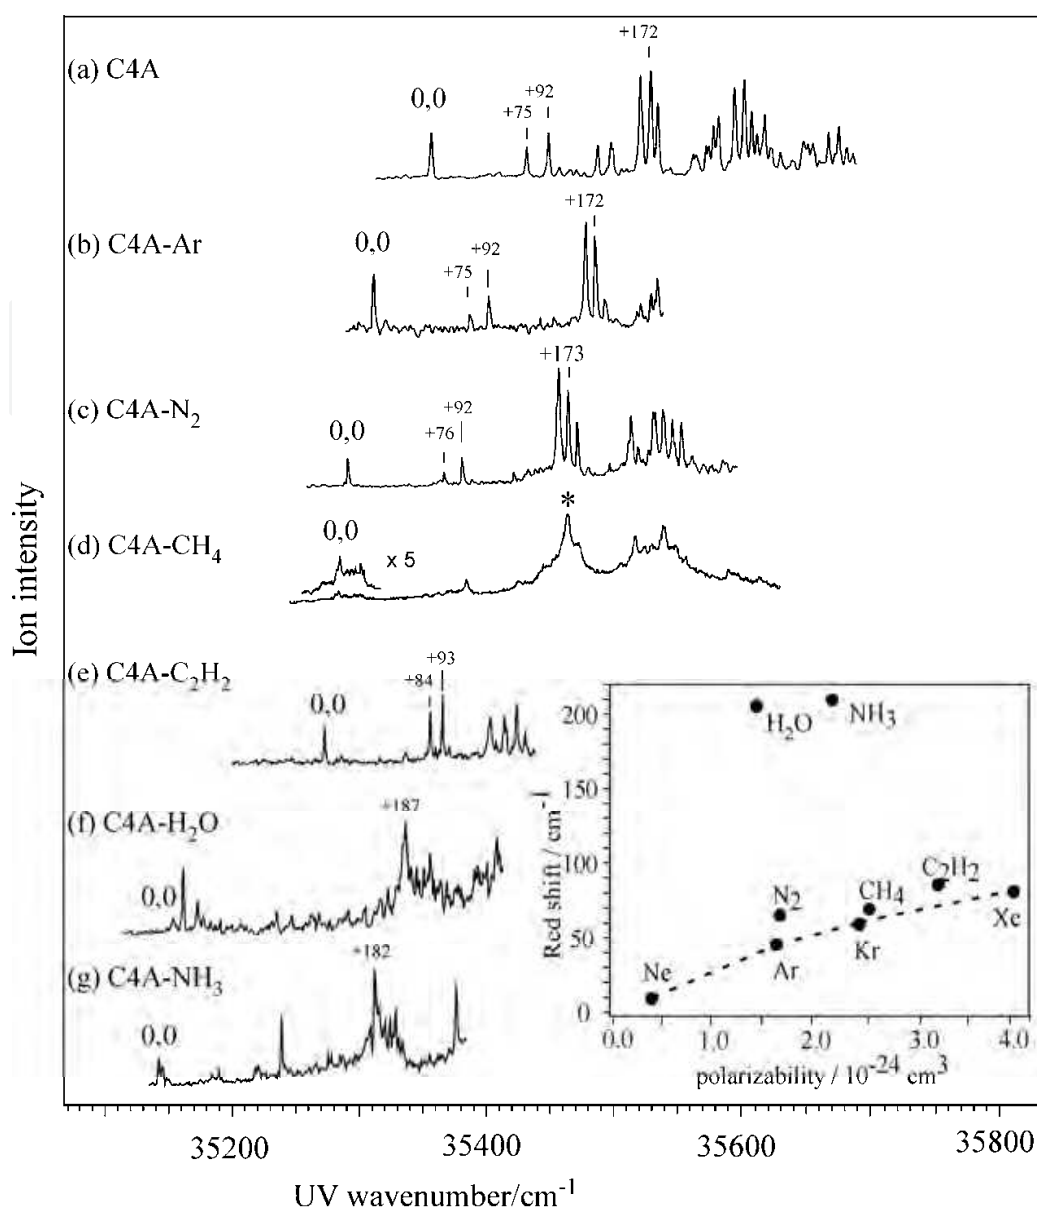 +172
(a) C4A
0,0
+75
+92
+172
(b) C4A-Ar
0,0
+75
+92
+173
(c) C4A-N2
0,0
+76
+92
*
(d) C4A-CH4
0,0
x 5
(e) C4A-C2H2
0,0
+84
+93
(f) C4A-H2O
0,0
+187
(g) C4A-NH3
0,0
+182
Ion intensity
200
150
100
50
0
Red shift / cm-1
H2O
NH3
C2H2
N2
CH4
Xe
Kr
Ar
Ne
0.0 1.0 2.0 3.0 4.0
polarizability / 10-24 cm3
35200 35400 35600 35800
UV wavenumber/cm-1